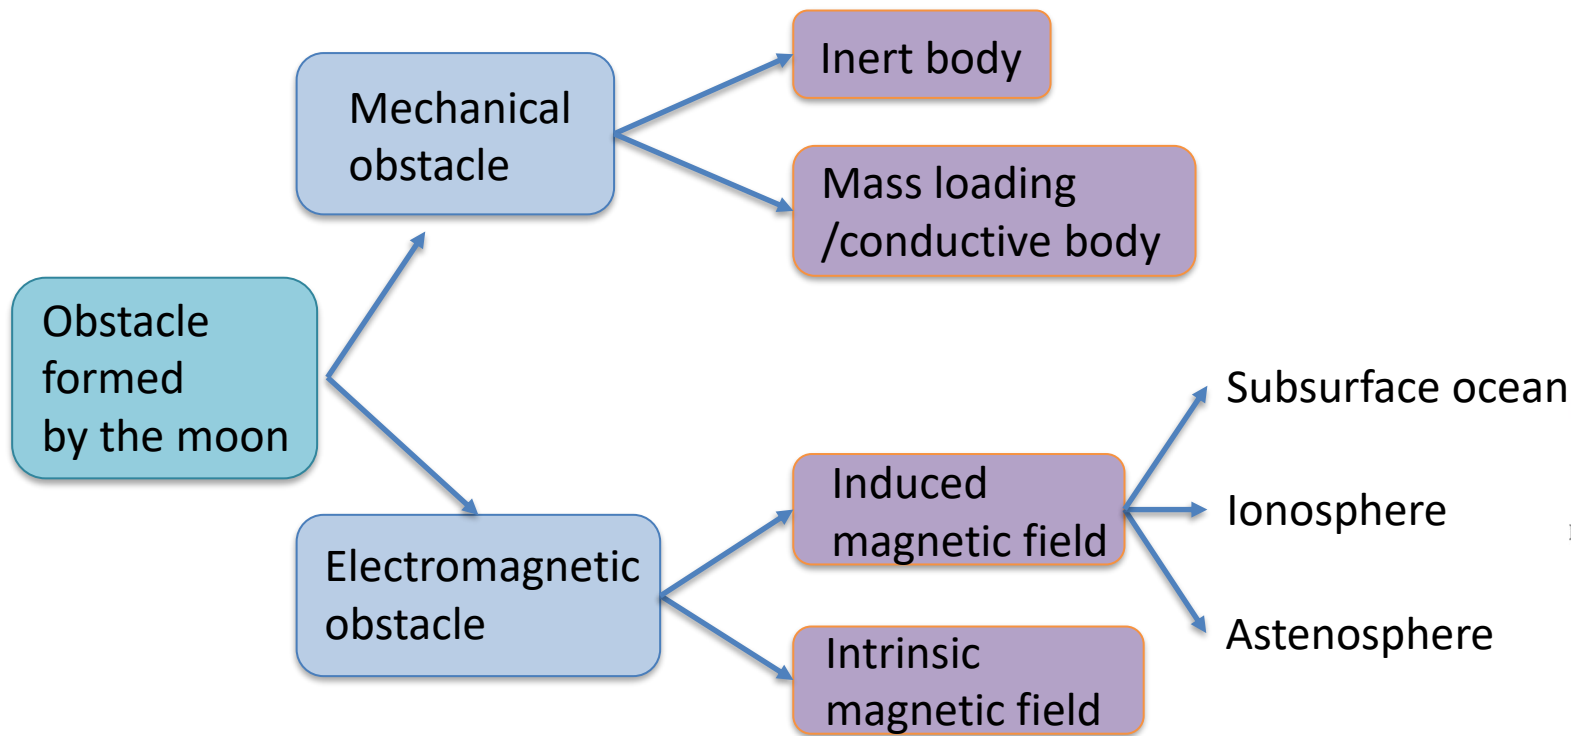 Inert body
Mechanical
obstacle
Mass loading
/conductive body
Obstacle
formed
by the moon
Subsurface ocean
Induced
magnetic field
Ionosphere
Electromagnetic
obstacle
Astenosphere
Intrinsic
magnetic field